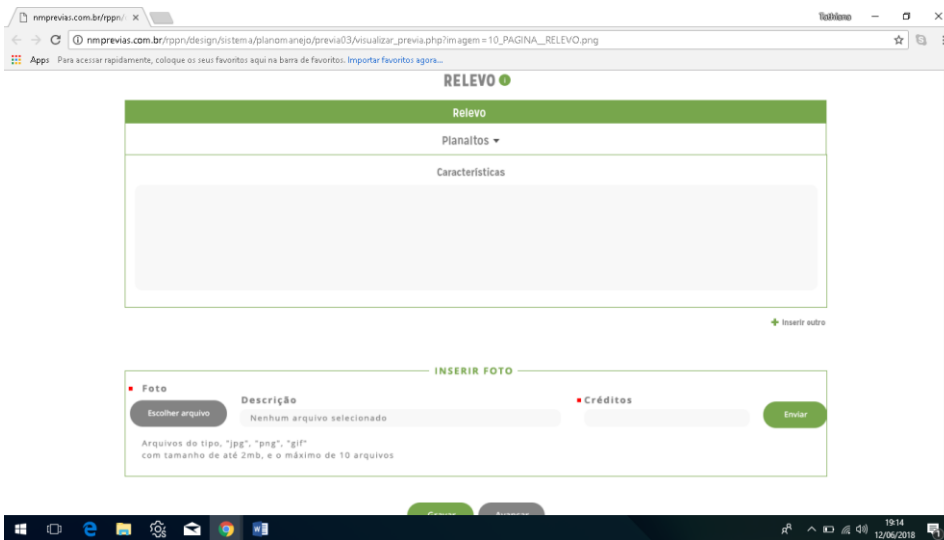 nmprevias.com.br/rppn/
nmprevias.com.br/rppn/design/sistema/planomanejo/previa03/visualizar_previa.php?imagem=10_PAGINA__RELEVO.png
Apps Para acessar rapidamente, coloque os seus favoritos aqui na barra de favoritos. Importar favoritos agora...
RELEVO
Relevo
Planaltos
Características
Inserir outro
INSERIR FOTO
Foto
Descrição
Créditos
Escolher arquivo
Nenhum arquivo selecionado
Enviar
Arquivos do tipo, "jpg", "png", "gif"
com tamanho de até 2mb, e o máximo de 10 arquivos
Avançar
19:14
12/06/2018